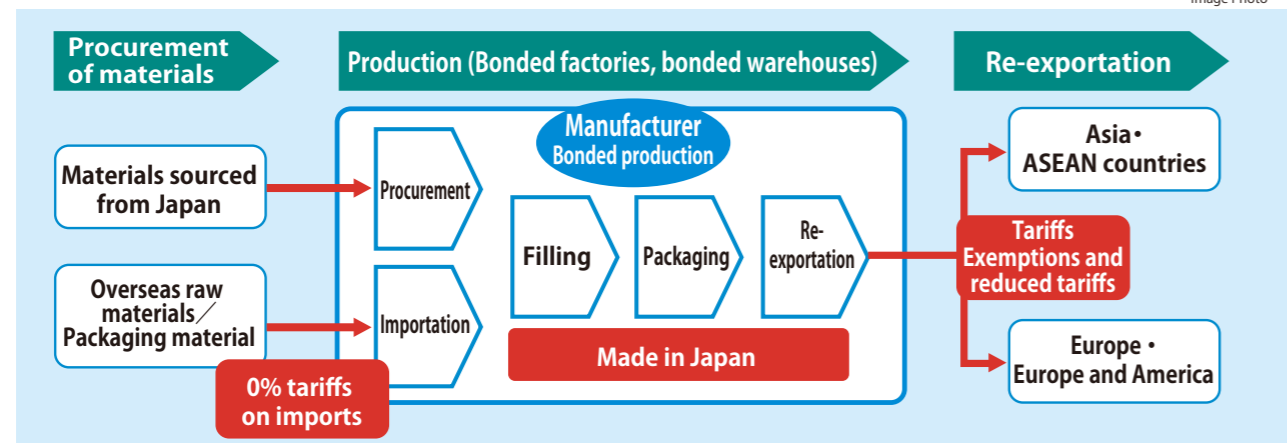 Image Photo
Procurement
of materials
Production (Bonded factories, bonded warehouses)
Re-exportation
Materials sourced
from Japan
Overseas raw
materials／
Packaging material
0% tariffs
on imports
Manufacturer
Bonded production
Procurement
Importation
Filling
Packaging
Re-
exportation
Made in Japan
Asia・
ASEAN countries
Tariffs
Exemptions and
reduced tariffs
Europe・
Europe and America